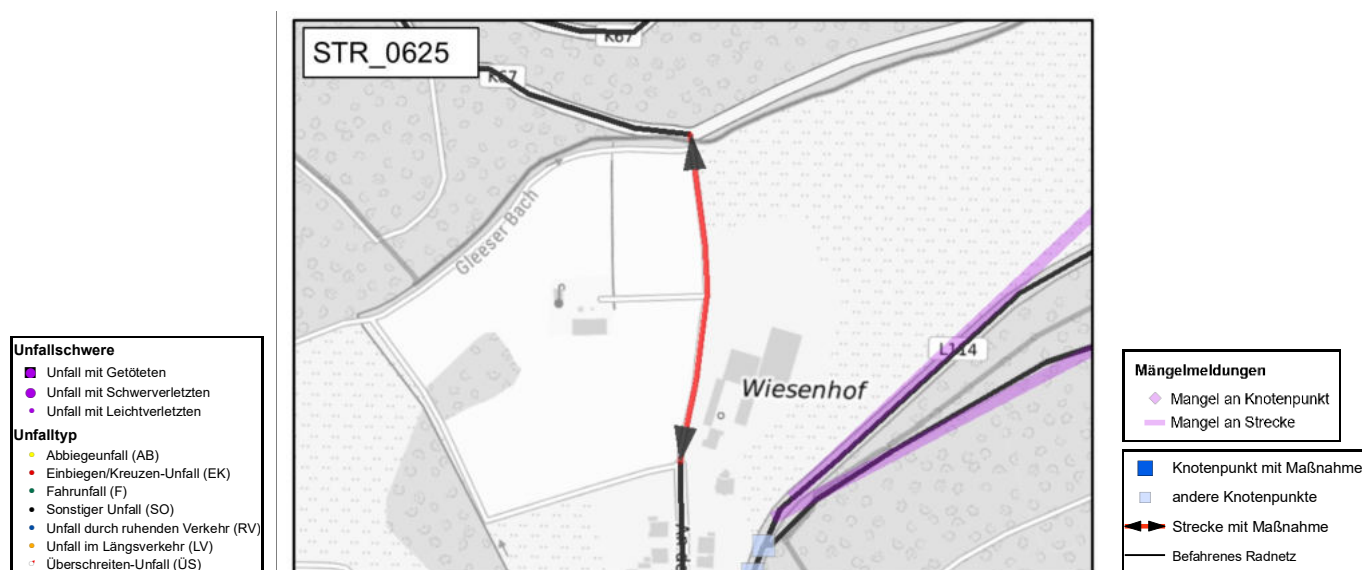 STR_0625
K67
K67
Gleeser Bach
L114
Wiesenhof
Unfallschwere
Unfall mit Getöteten
Unfall mit Schwerverletzten
Unfall mit Leichtverletzten
Unfalltyp
Abbiegeunfall (AB)
Einbiegen/Kreuzen-Unfall (EK)
Fahrunfall (F)
Sonstiger Unfall (SO)
Unfall durch ruhenden Verkehr (RV)
Unfall im Längsverkehr (LV)
Überschreiten-Unfall (ÜS)
Mängelmeldungen
Mangel an Knotenpunkt
Mangel an Strecke
Knotenpunkt mit Maßnahme
andere Knotenpunkte
Strecke mit Maßnahme
Befahrenes Radnetz